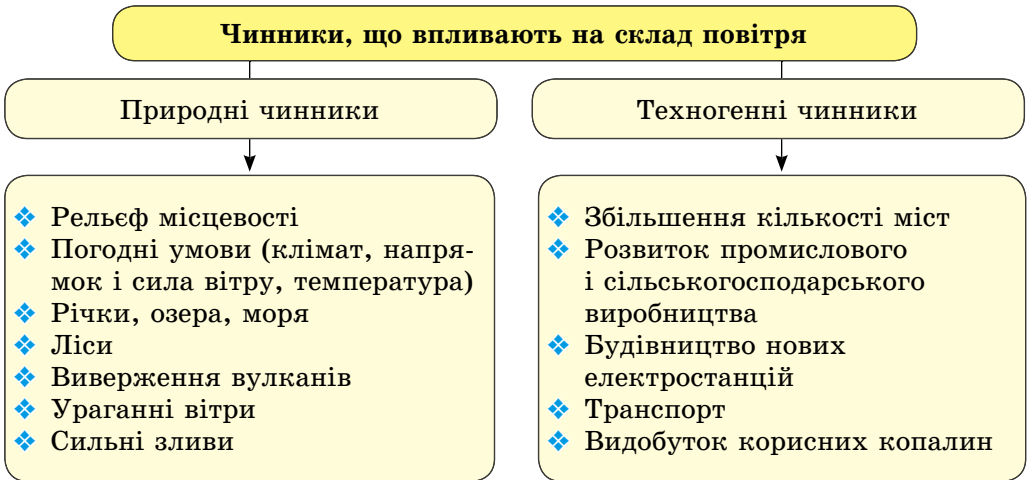 Чинники, що впливають на склад повітря
Природні чинники
❖ Рельєф місцевості
❖ Погодні умови (клімат, напря-
мок і сила вітру, температура)
❖ Річки, озера, моря
❖ Ліси
❖ Виверження вулканів
❖ Ураганні вітри
❖ Сильні зливи
Техногенні чинники
❖ Збільшення кількості міст
❖ Розвиток промислового
і сільськогосподарського
виробництва
❖ Будівництво нових
електростанцій
❖ Транспорт
❖ Видобуток корисних копалин